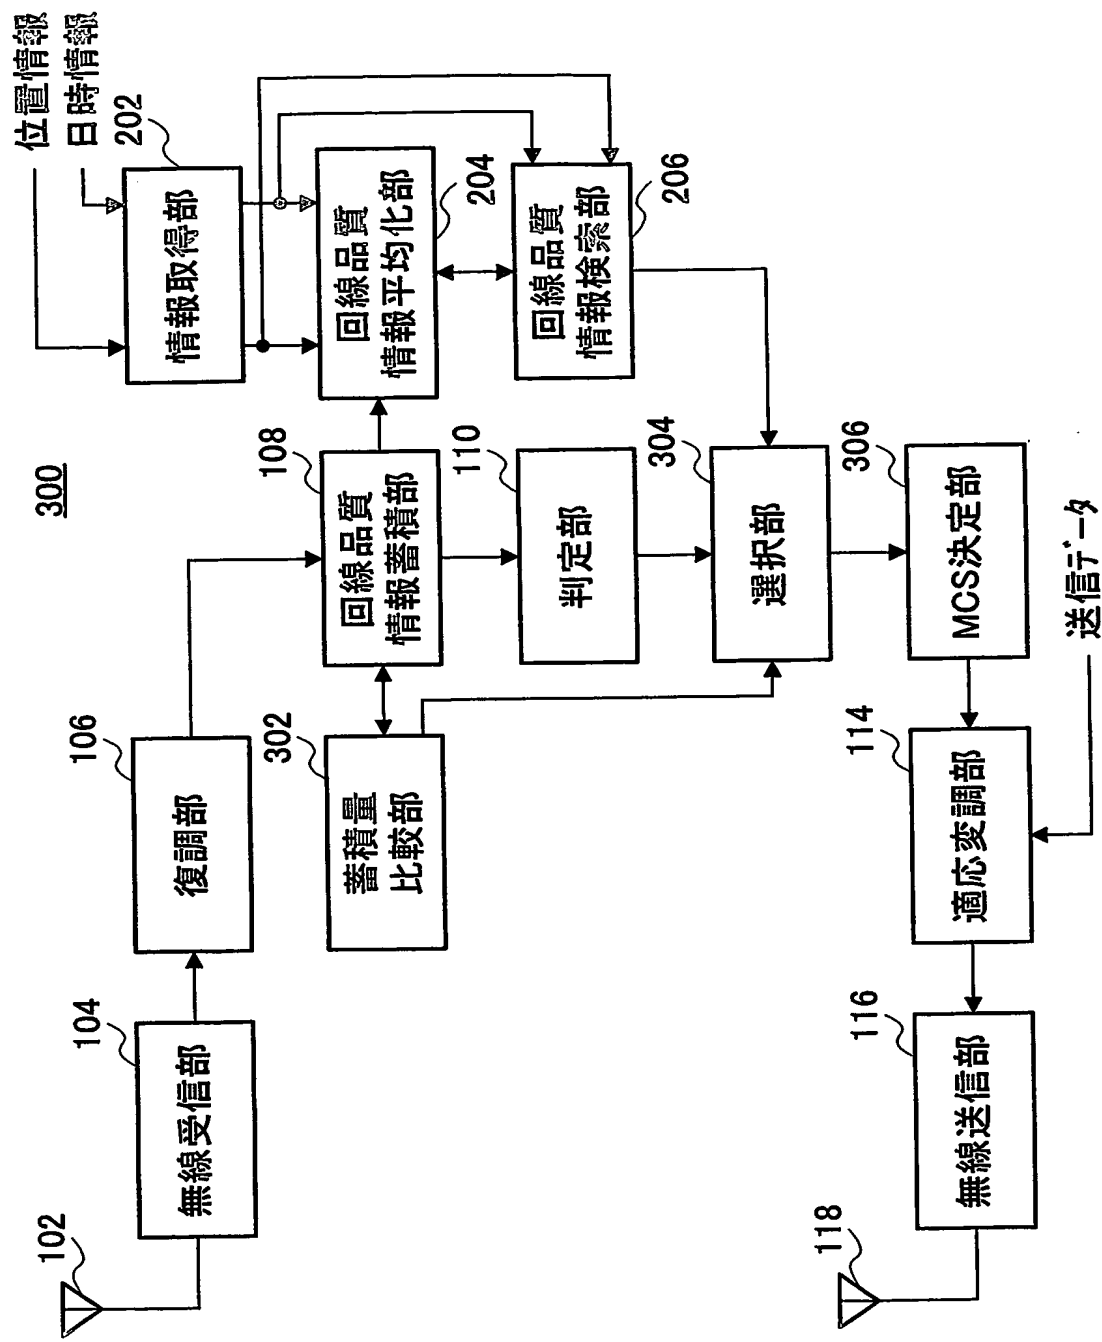 300
102
無線受信部
104
復調部
106
回線品質
情報蓄積部
108
蓄積量
比較部
302
位置情報
日時情報
情報取得部
202
回線品質
情報平均化部
204
回線品質
情報検索部
206
判定部
110
選択部
304
MCS決定部
306
適応変調部
114
送信データ
無線送信部
116
118